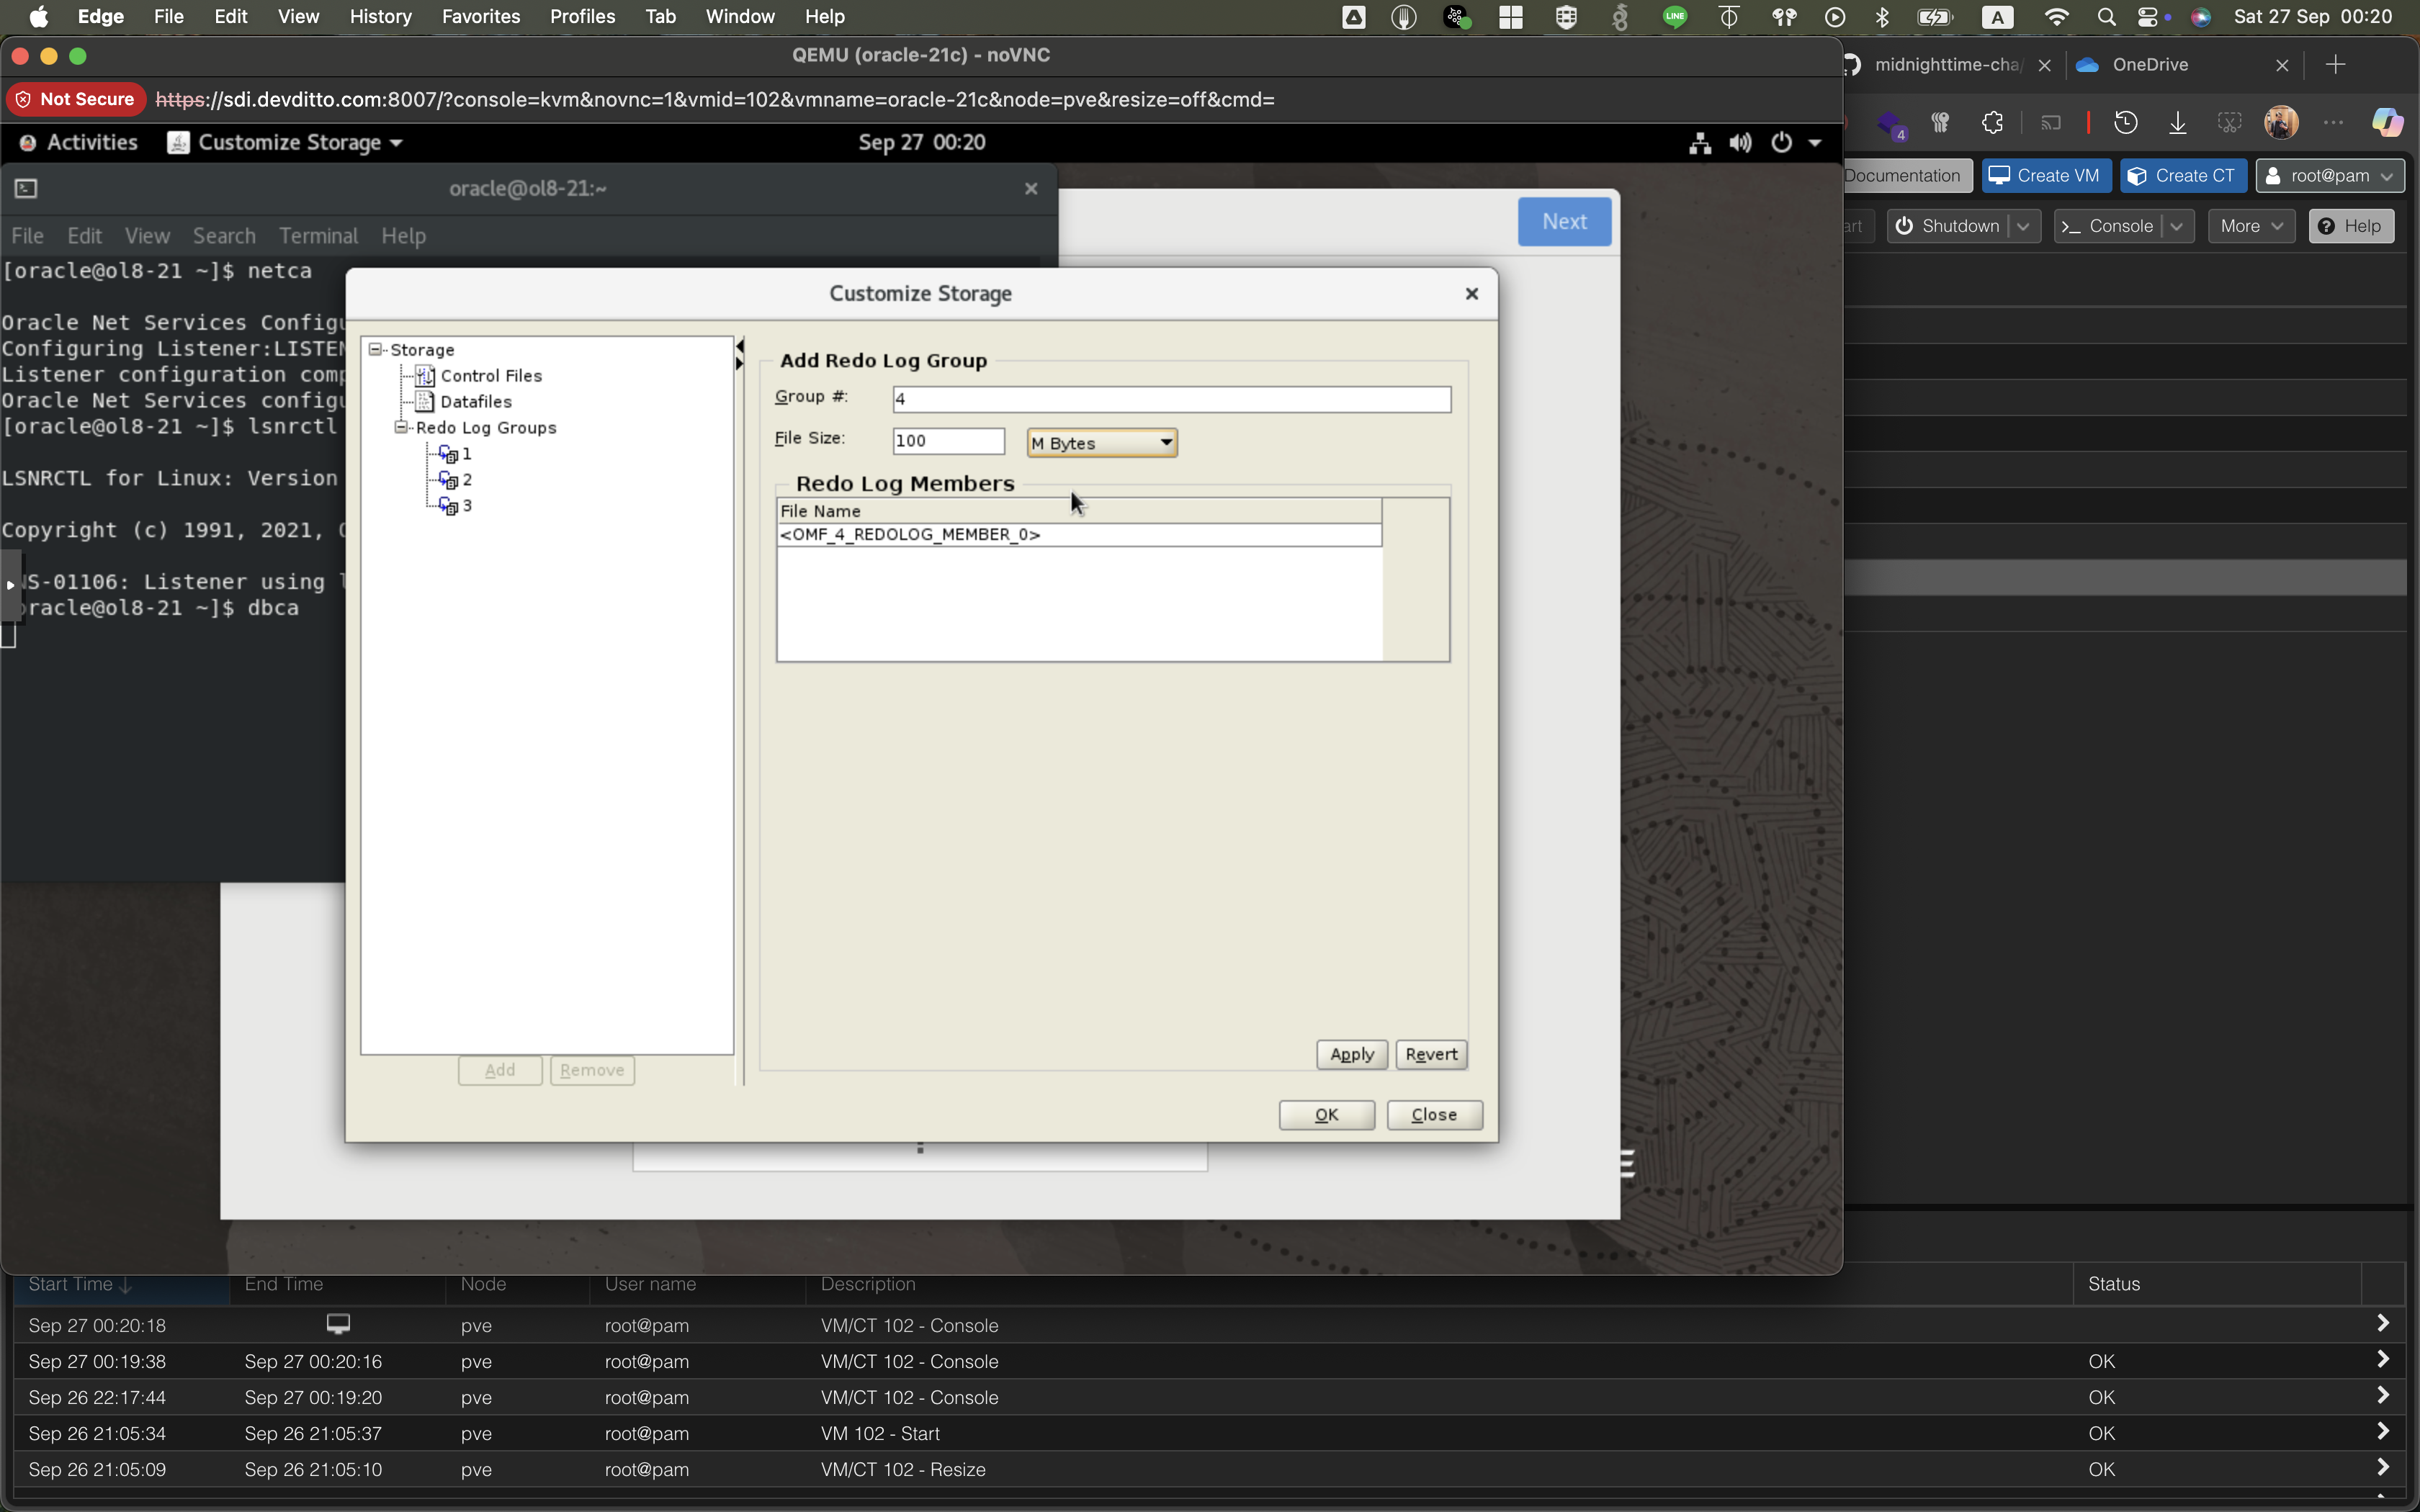 Edge File Edit View History Favorites Profiles Tab Window Help
LINE
A
Sat 27 Sep 00:20
QEMU (oracle-21c) - noVNC
midnighttime-cha/
OneDrive
Not Secure
https://sdi.devditto.com:8007/?console=kvm&novnc=1&vmid=102&vmname=oracle-21c&node=pve&resize=off&cmd=
4
Activities
Customize Storage
Sep 27 00:20
Documentation
Create VM
Create CT
root@pam
Shutdown
Console
More
Help
oracle@ol8-21:~
File Edit View Search Terminal Help
Next
[oracle@ol8-21 ~]$ netca
Oracle Net Services Config
Configuring Listener:LISTE
Listener configuration com
Oracle Net Services config
[oracle@ol8-21 ~]$ lsnrctl
LSNRCTL for Linux: Version
Copyright (c) 1991, 2021,
NS-01106: Listener using
oracle@ol8-21 ~]$ dbca
Customize Storage
Storage
Control Files
Datafiles
Redo Log Groups
1
2
3
Add
Remove
Add Redo Log Group
Group #:
4
File Size:
100
M Bytes
Redo Log Members
File Name
<OMF_4_REDOLOG_MEMBER_0>
Apply
Revert
OK
Close
Start Time End Time Node User name Description Status
Sep 27 00:20:18 pve root@pam VM/CT 102 - Console
Sep 27 00:19:38 Sep 27 00:20:16 pve root@pam VM/CT 102 - Console OK
Sep 26 22:17:44 Sep 27 00:19:20 pve root@pam VM/CT 102 - Console OK
Sep 26 21:05:34 Sep 26 21:05:37 pve root@pam VM 102 - Start OK
Sep 26 21:05:09 Sep 26 21:05:10 pve root@pam VM/CT 102 - Resize OK